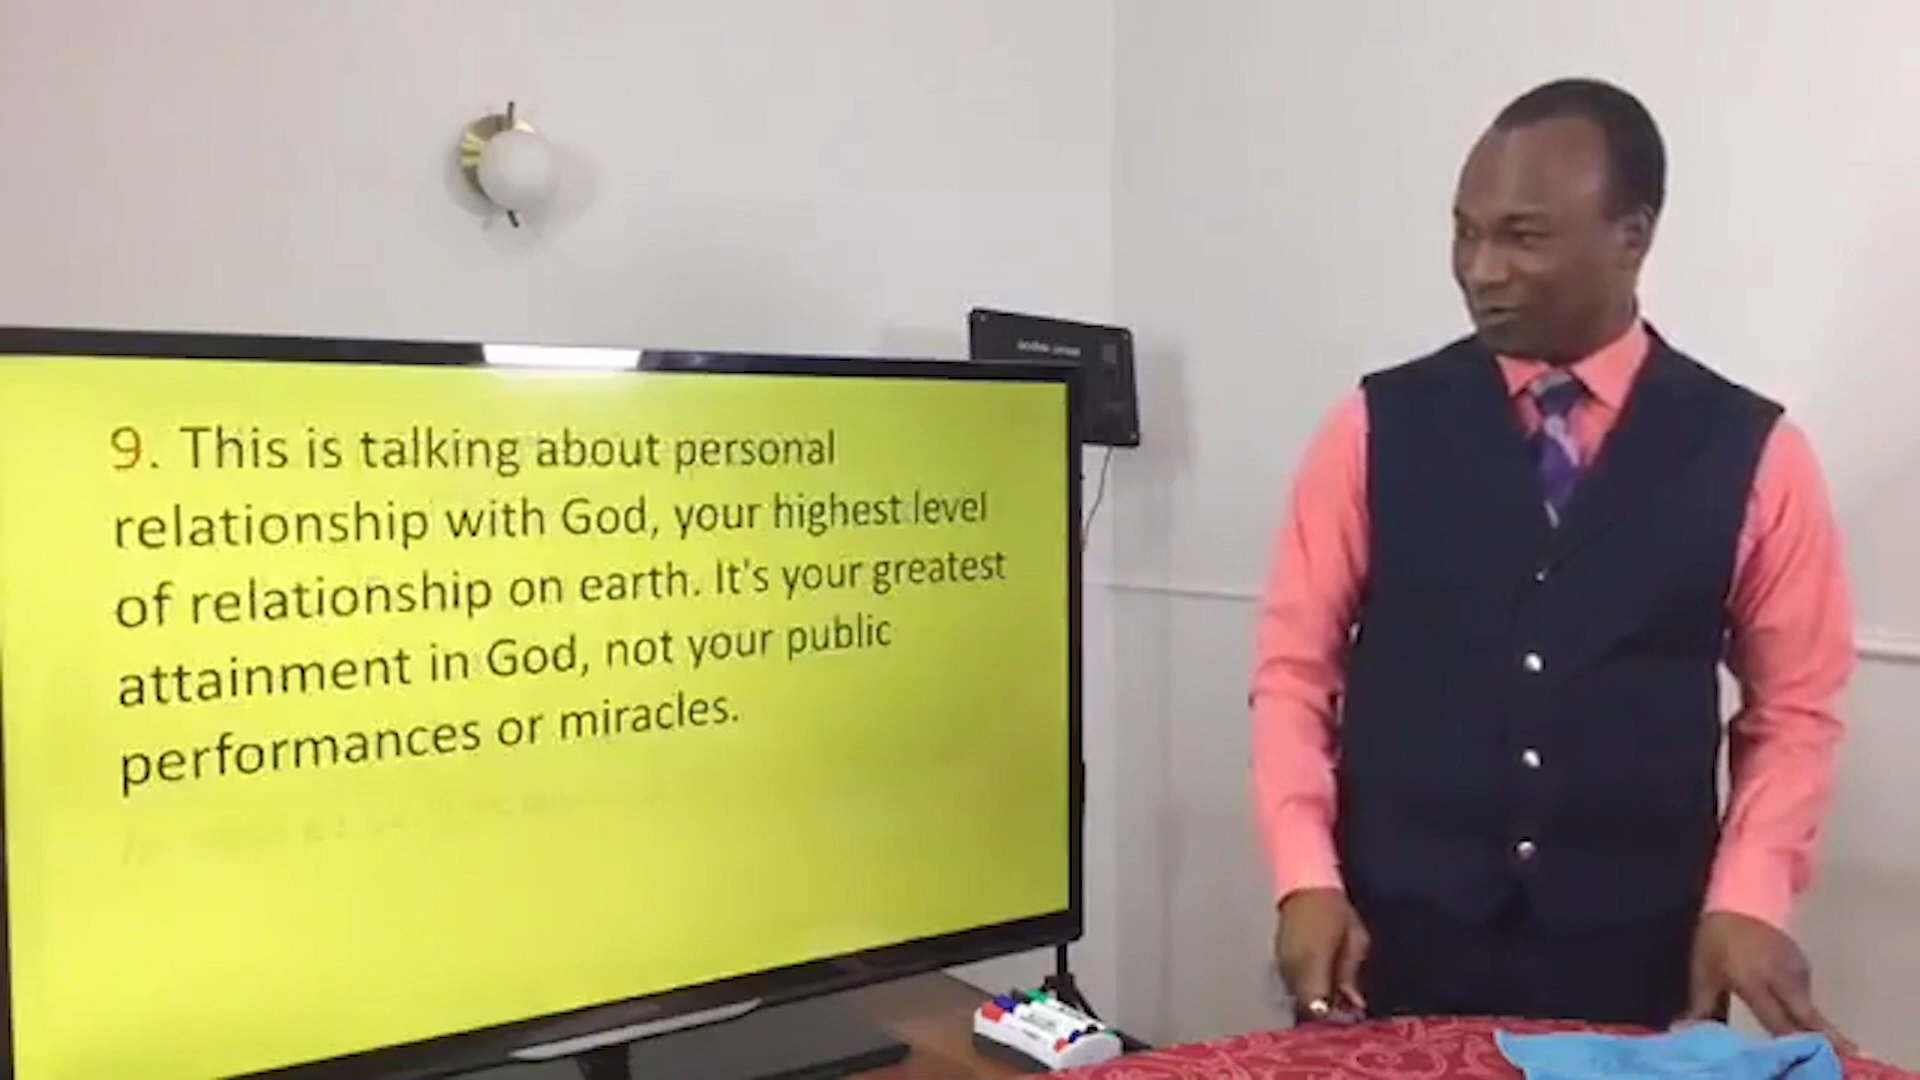 9. This is talking about personal
relationship with God, your highest level
of relationship on earth. It's your greatest
attainment in God, not your public
performances or miracles.